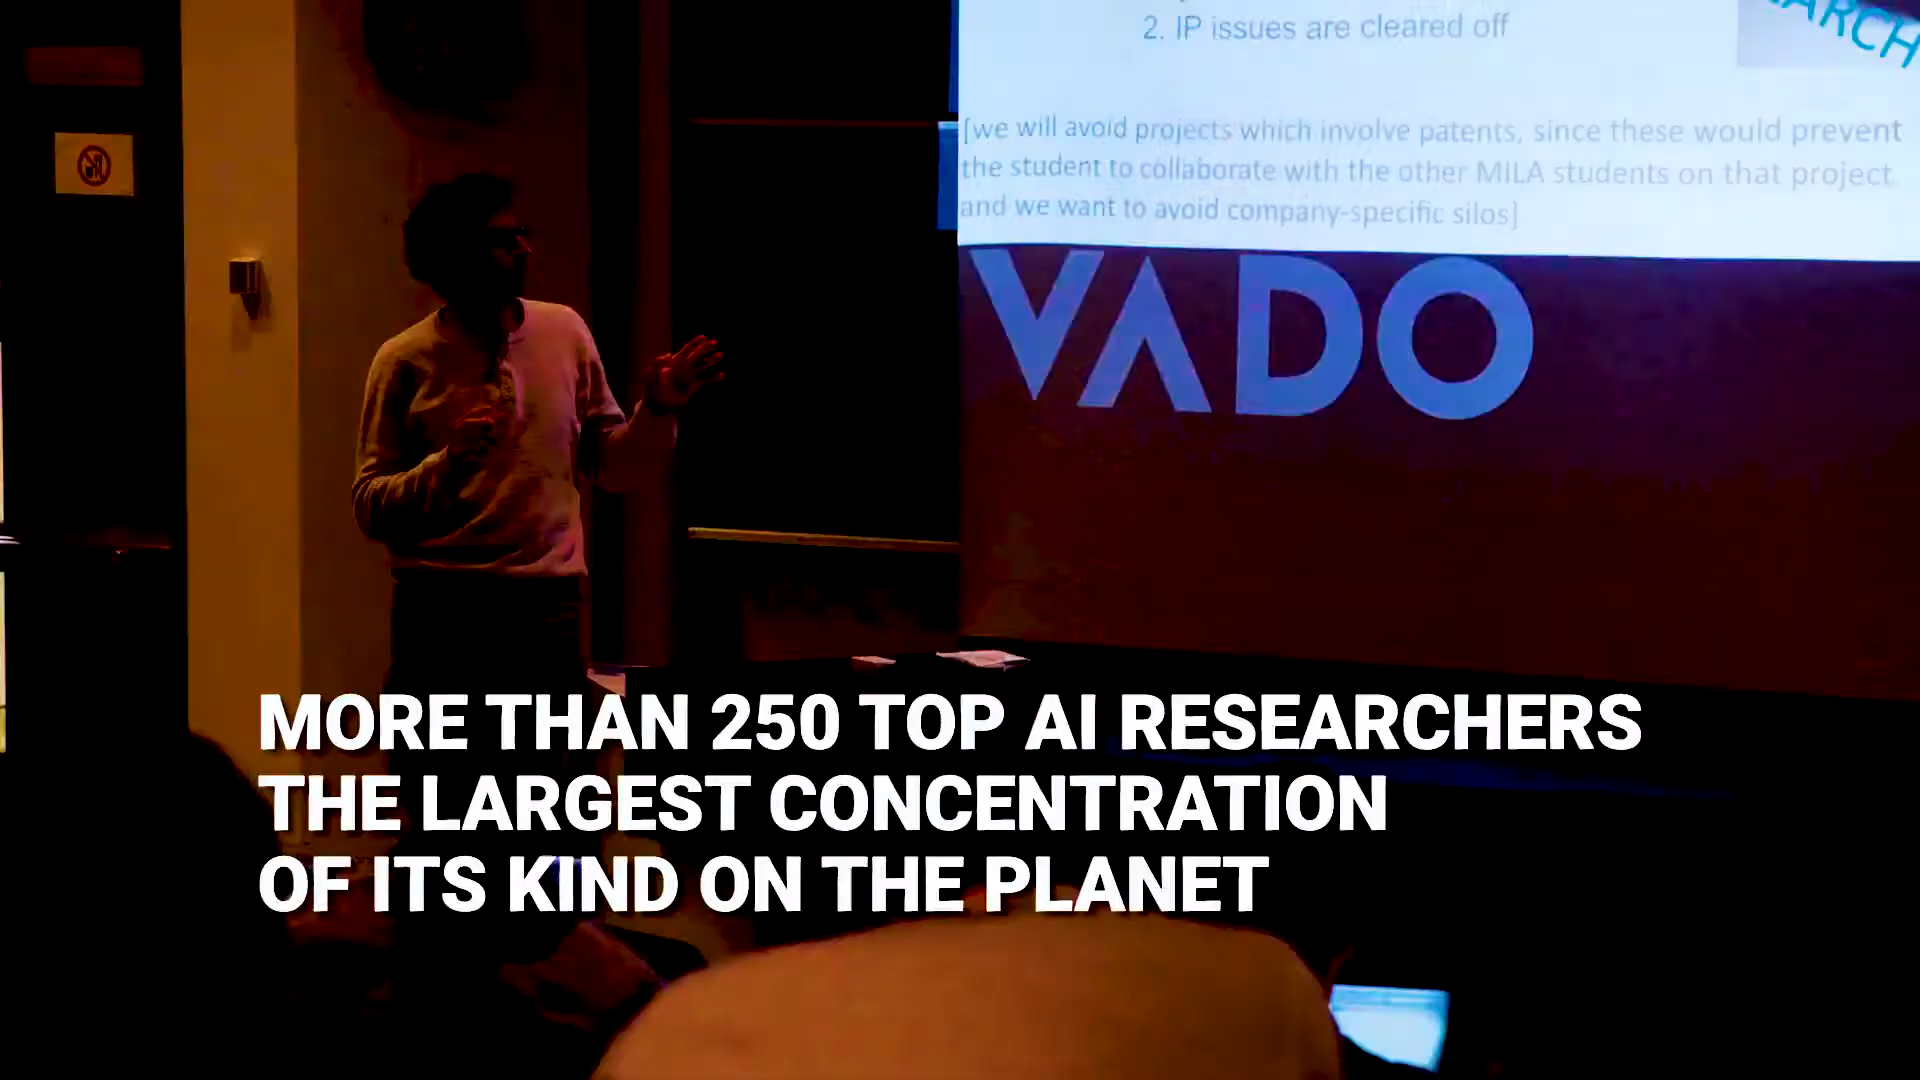 2. IP issues are cleared off
ARCH
[we will avoid projects which involve patents, since these would prevent
the student to collaborate with the other MILA students on that project
and we want to avoid company-specific silos]
VADO
MORE THAN 250 TOP AI RESEARCHERS
THE LARGEST CONCENTRATION
OF ITS KIND ON THE PLANET